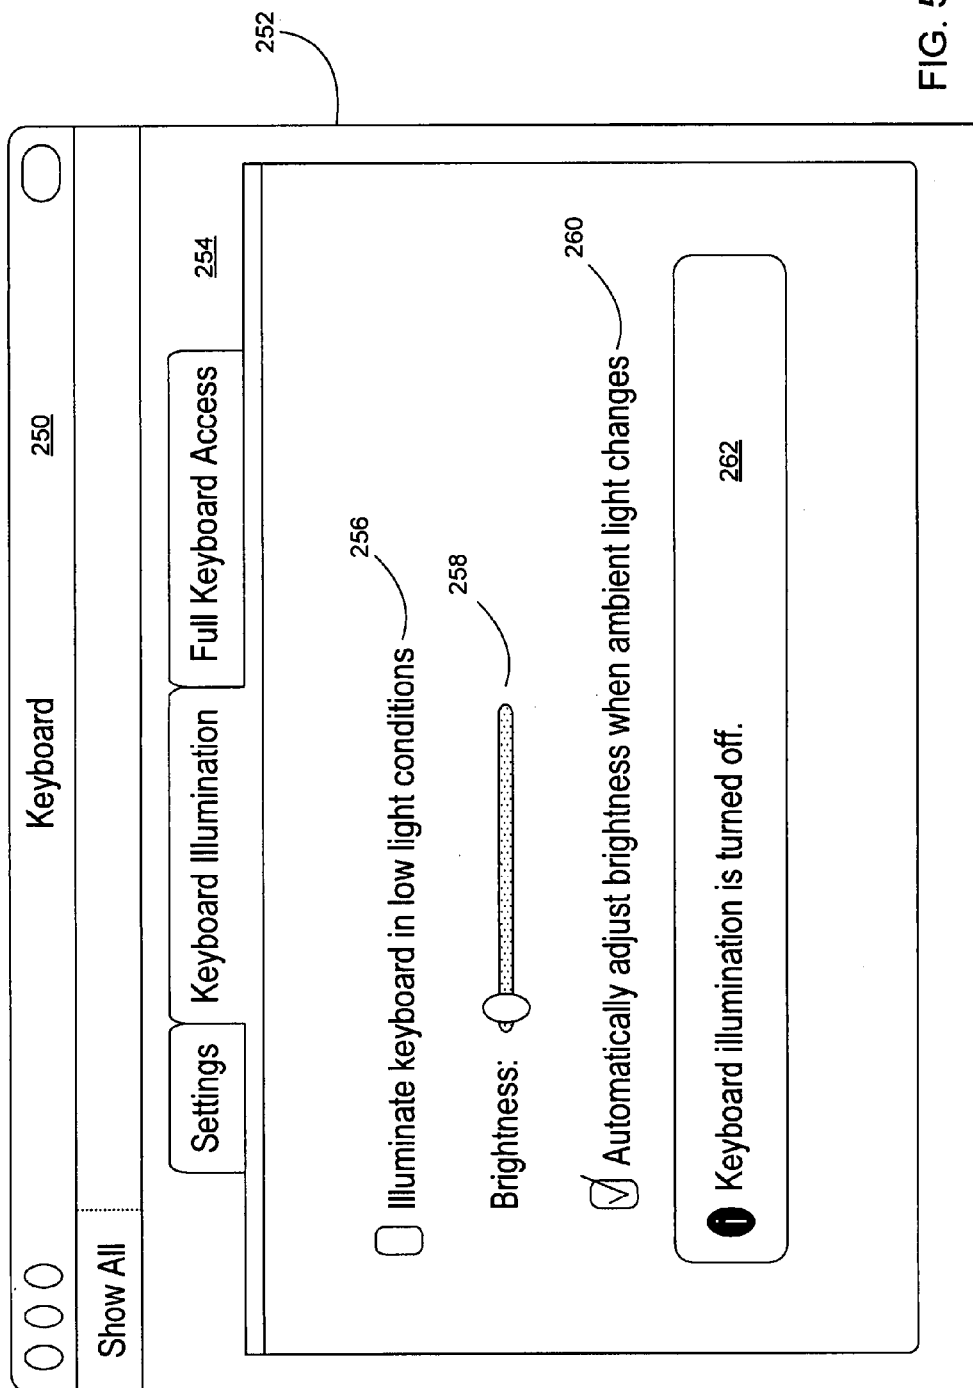 Keyboard
250
252
Show All
Settings
Keyboard Illumination
Full Keyboard Access
254
Illuminate keyboard in low light conditions
256
Brightness:
258
Automatically adjust brightness when ambient light changes
260
i Keyboard illumination is turned off.
262
FIG. 5